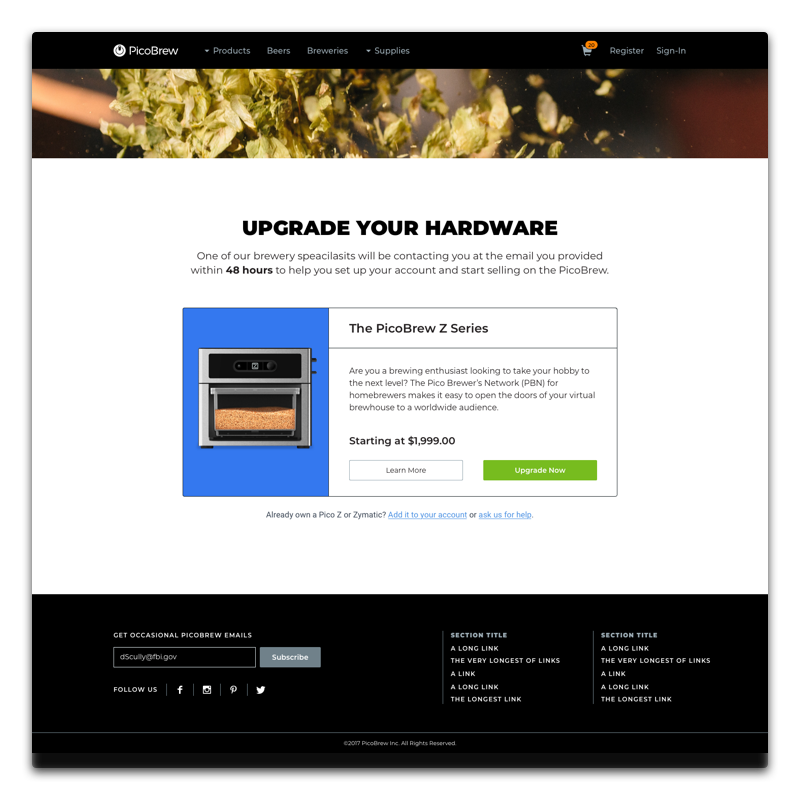 PicoBrew Products Beers Breweries Supplies 20 Register Sign-In
UPGRADE YOUR HARDWARE
One of our brewery speacilasits will be contacting you at the email you provided
within 48 hours to help you set up your account and start selling on the PicoBrew.
The PicoBrew Z Series
Are you a brewing enthusiast looking to take your hobby to
the next level? The Pico Brewer's Network (PBN) for
homebrewers makes it easy to open the doors of your virtual
brewhouse to a worldwide audience.
Starting at $1,999.00
Learn More Upgrade Now
Already own a Pico Z or Zymatic? Add it to your account or ask us for help.
GET OCCASIONAL PICOBREW EMAILS
dScully@fbi.gov Subscribe
FOLLOW US
SECTION TITLE
A LONG LINK
THE VERY LONGEST OF LINKS
A LINK
A LONG LINK
THE LONGEST LINK
SECTION TITLE
A LONG LINK
THE VERY LONGEST OF LINKS
A LINK
A LONG LINK
THE LONGEST LINK
©2017 PicoBrew Inc. All Rights Reserved.